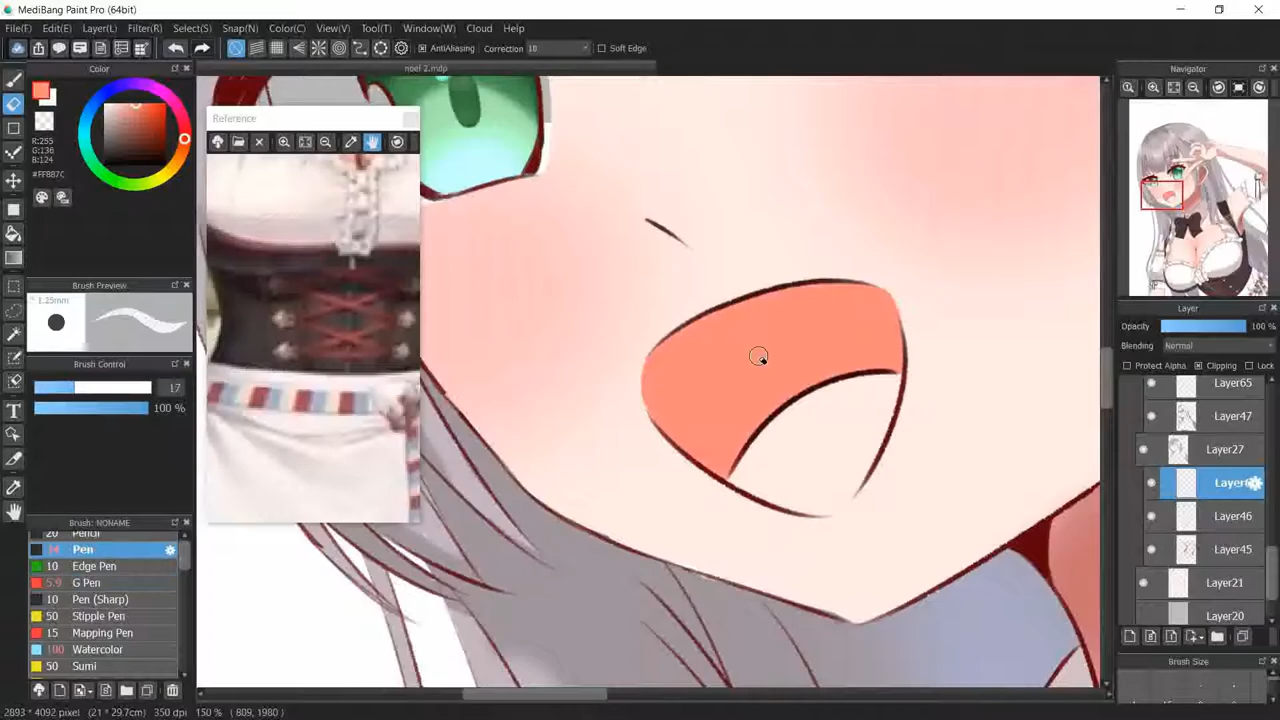 MediBang Paint Pro (64bit)
File(F) Edit(E) Layer(L) Filter(R) Select(S) Snap(N) Color(C) View(V) Tool(T) Window(W) Cloud Help
AntiAliasing Correction 10 Soft Edge
Color
noel 2.mdp
Navigator
Reference
R:255
G:136
B:124
#FF887C
Brush Preview
1.25mm
Brush Control
17
100 %
Layer
Opacity 100 %
Blending Normal
Protect Alpha Clipping Lock
Layer65
Layer47
Layer27
Layer
Layer46
Layer45
Layer21
Layer20
Brush: NONAME
20 Pencil
Pen
10 Edge Pen
5.9 G Pen
10 Pen (Sharp)
50 Stipple Pen
15 Mapping Pen
100 Watercolor
50 Sumi
Brush Size
2893 * 4092 pixel (21 * 29.7cm) 350 dpi 150 % ( 809, 1980 )